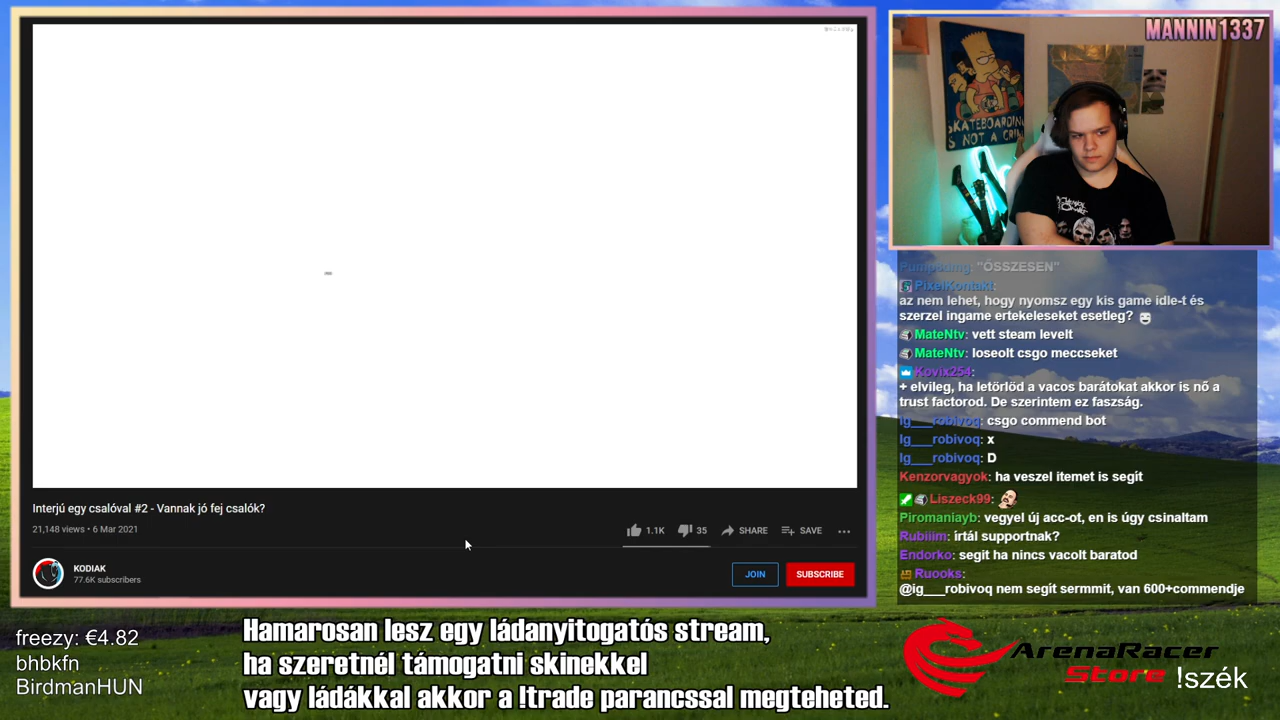 MANNIN1337
SKATEBOARDING
IS NOT A CRIME
Interjú egy csalóval #2 - Vannak jó fej csalók?
21,148 views • 6 Mar 2021
1.1K
35
SHARE
SAVE
KODIAK
77.6K subscribers
JOIN
SUBSCRIBE
"ÖSSZESEN"
PixelKontakt:
az nem lehet, hogy nyomsz egy kis game idle-t és
szerzel ingame ertekeleseket esetleg?
MateNtv: vett steam levelt
MateNtv: loseolt csgo meccseket
Kovix254:
+ elvileg, ha letörlöd a vacos barátokat akkor is nő a
trust factorod. De szerintem ez faszság.
ig___robivoq: csgo commend bot
ig___robivoq: x
ig___robivoq: D
Kenzorvagyok: ha veszel itemet is segít
Liszeck99:
Piromaniayb: vegyel új acc-ot, en is úgy csinaltam
Rubiiim: írtál supportnak?
Endorko: segit ha nincs vacolt baratod
Ruooks:
@ig___robivoq nem segít sermmit, van 600+commendje
freezy: €4.82
bhbkfn
BirdmanHUN
Hamarosan lesz egy ládanyitogatós stream,
ha szeretnél támogatni skinekkel
vagy ládákkal akkor a !trade paranccsal megteheted.
ArenaRacer
Store !szék